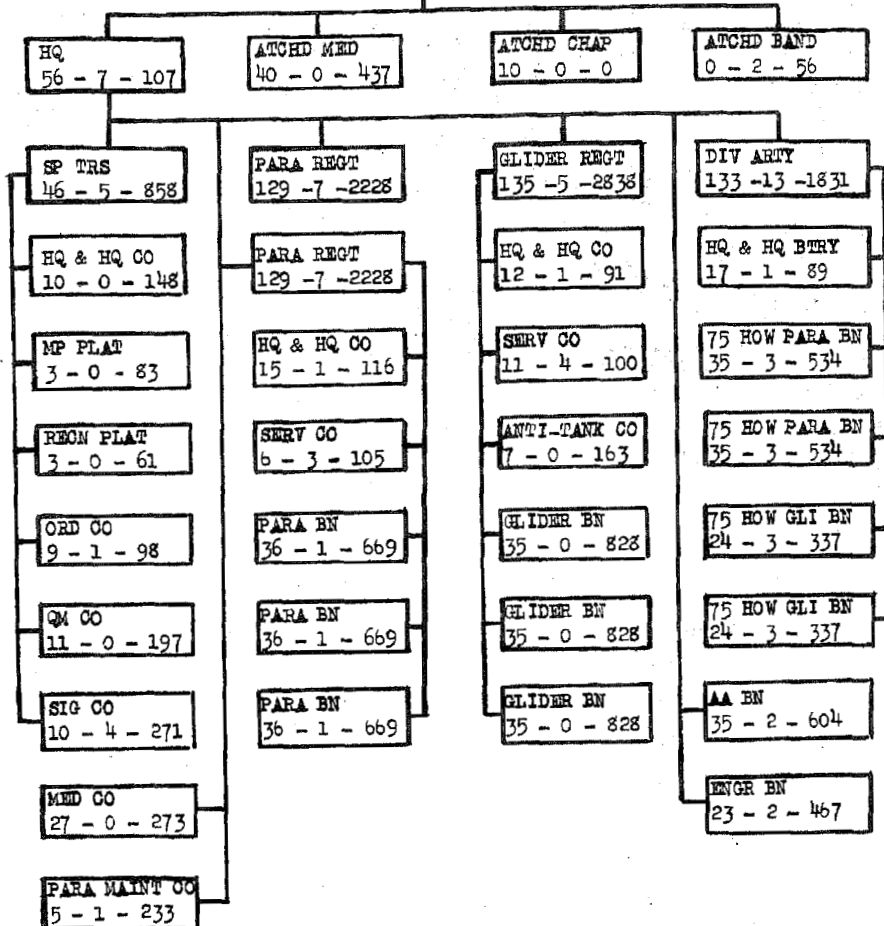 HQ
56 - 7 - 107
ATCHD MED
40 - 0 - 437
ATCHD CHAP
10 - 0 - 0
ATCHD BAND
0 - 2 - 56
SP TRS
46 - 5 - 858
HQ & HQ CO
10 - 0 - 148
MP PLAT
3 - 0 - 83
RECN PLAT
3 - 0 - 61
ORD CO
9 - 1 - 98
QM CO
11 - 0 - 197
SIG CO
10 - 4 - 271
MED CO
27 - 0 - 273
PARA MAINT CO
5 - 1 - 233
PARA REGT
129 -7 -2228
PARA REGT
129 -7 -2228
HQ & HQ CO
15 - 1 - 116
SERV CO
6 - 3 - 105
PARA BN
36 - 1 - 669
PARA BN
36 - 1 - 669
PARA BN
36 - 1 - 669
GLIDER REGT
135 -5 -2838
HQ & HQ CO
12 - 1 - 91
SERV CO
11 - 4 - 100
ANTI-TANK CO
7 - 0 - 163
GLIDER BN
35 - 0 - 828
GLIDER BN
35 - 0 - 828
GLIDER BN
35 - 0 - 828
DIV ARTY
133 -13 -1831
HQ & HQ BTRY
17 - 1 - 89
75 HOW PARA BN
35 - 3 - 534
75 HOW PARA BN
35 - 3 - 534
75 HOW GLI BN
24 - 3 - 337
75 HOW GLI BN
24 - 3 - 337
AA BN
35 - 2 - 604
ENGR BN
23 - 2 - 467